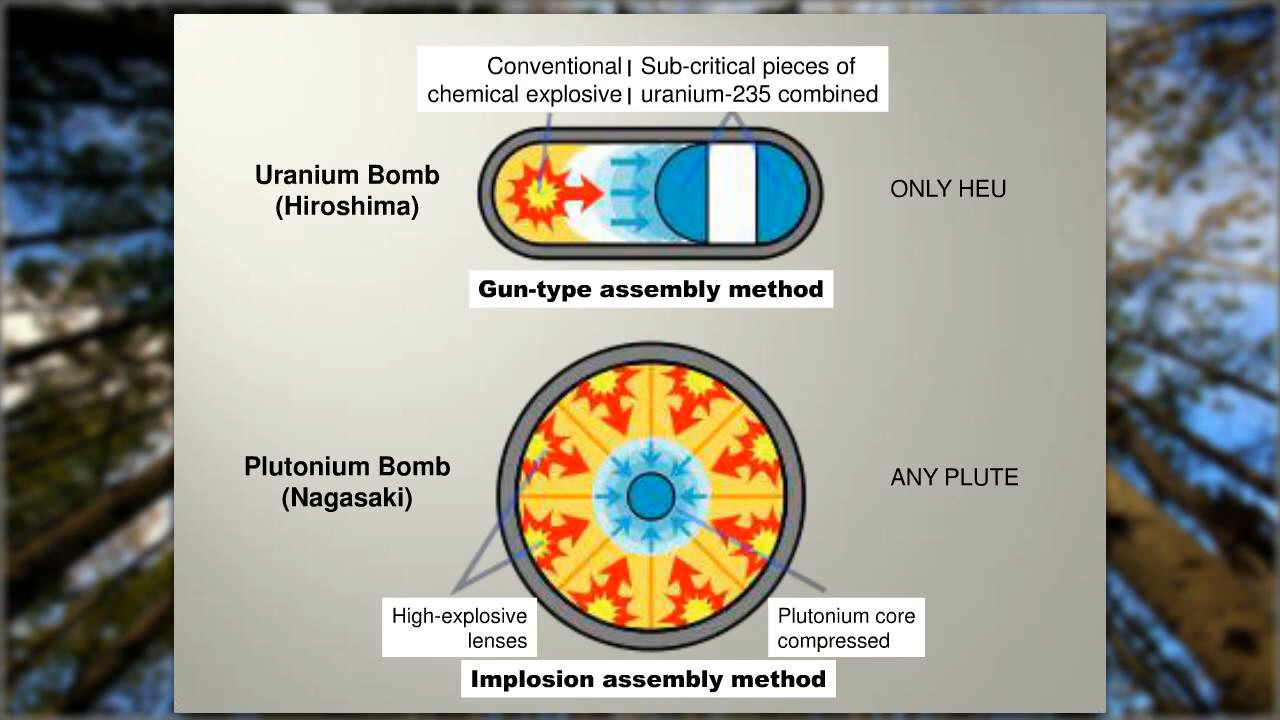 Conventional | Sub-critical pieces of
chemical explosive | uranium-235 combined
Uranium Bomb
(Hiroshima)
ONLY HEU
Gun-type assembly method
Plutonium Bomb
(Nagasaki)
ANY PLUTE
High-explosive
lenses
Plutonium core
compressed
Implosion assembly method